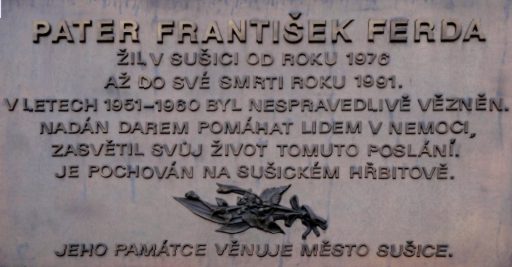 PATER FRANTIŠEK FERDA
ŽIL V SUŠICI OD ROKU 1976
AŽ DO SVÉ SMRTI ROKU 1991.
V LETECH 1951–1960 BYL NESPRAVEDLIVĚ VĚZNĚN.
NADÁN DAREM POMÁHAT LIDEM V NEMOCI,
ZASVĚTIL SVŮJ ŽIVOT TOMUTO POSLÁNÍ.
JE POCHOVÁN NA SUŠICKÉM HŘBITOVĚ.
JEHO PAMÁTCE VĚNUJE MĚSTO SUŠICE.